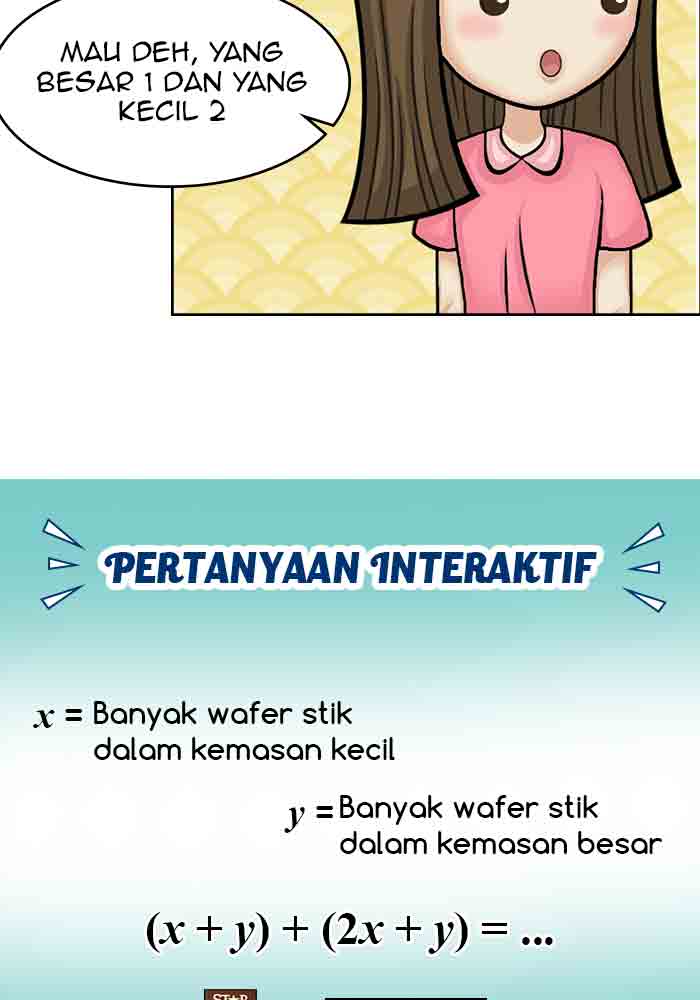 MAU DEH, YANG
BESAR 1 DAN YANG
KECIL 2
PERTANYAAN INTERAKTIF
x = Banyak wafer stik
dalam kemasan kecil
y = Banyak wafer stik
dalam kemasan besar
(x + y) + (2x + y) = ...